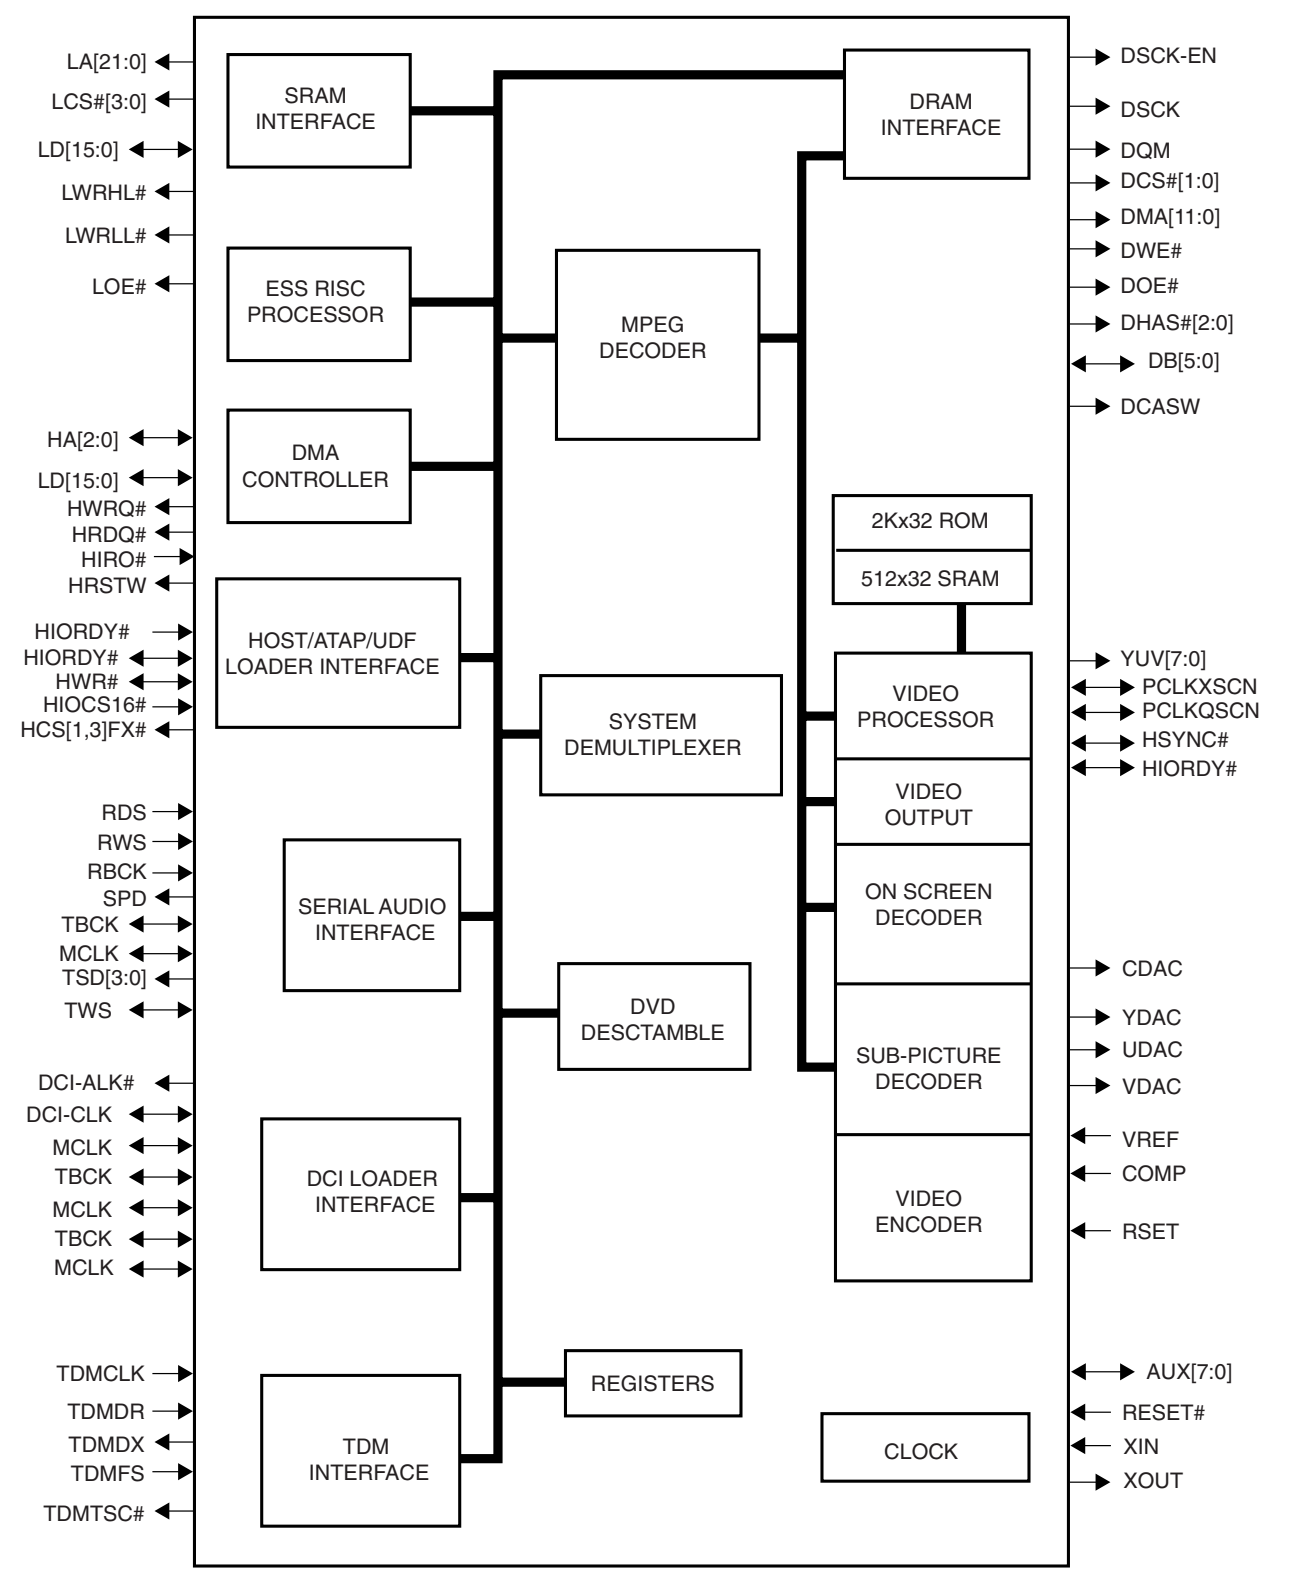 LA[21:0]
LCS#[3:0]
LD[15:0]
LWRHL#
LWRLL#
LOE#
HA[2:0]
LD[15:0]
HWRQ#
HRDQ#
HIRO#
HRSTW
HIORDY#
HIORDY#
HWR#
HIOCS16#
HCS[1,3]FX#
RDS
RWS
RBCK
SPD
TBCK
MCLK
TSD[3:0]
TWS
DCI-ALK#
DCI-CLK
MCLK
TBCK
MCLK
TBCK
MCLK
TDMCLK
TDMDR
TDMDX
TDMFS
TDMTSC#
SRAM
INTERFACE
ESS RISC
PROCESSOR
DMA
CONTROLLER
HOST/ATAP/UDF
LOADER INTERFACE
SERIAL AUDIO
INTERFACE
DCI LOADER
INTERFACE
TDM
INTERFACE
MPEG
DECODER
SYSTEM
DEMULTIPLEXER
DVD
DESCTAMBLE
REGISTERS
DRAM
INTERFACE
2Kx32 ROM
512x32 SRAM
VIDEO
PROCESSOR
VIDEO
OUTPUT
ON SCREEN
DECODER
SUB-PICTURE
DECODER
VIDEO
ENCODER
CLOCK
DSCK-EN
DSCK
DQM
DCS#[1:0]
DMA[11:0]
DWE#
DOE#
DHAS#[2:0]
DB[5:0]
DCASW
YUV[7:0]
PCLKXSCN
PCLKQSCN
HSYNC#
HIORDY#
CDAC
YDAC
UDAC
VDAC
VREF
COMP
RSET
AUX[7:0]
RESET#
XIN
XOUT